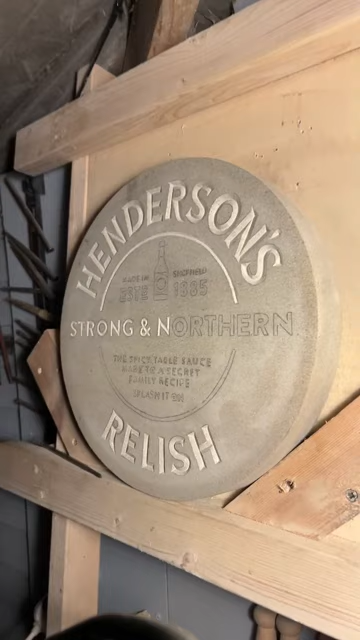 HENDERSON'S
MADE IN SHEFFIELD
ESTD 1885
STRONG & NORTHERN
THE SPICY TABLE SAUCE
MADE TO A SECRET
FAMILY RECIPE
SPLASH IT ON
RELISH